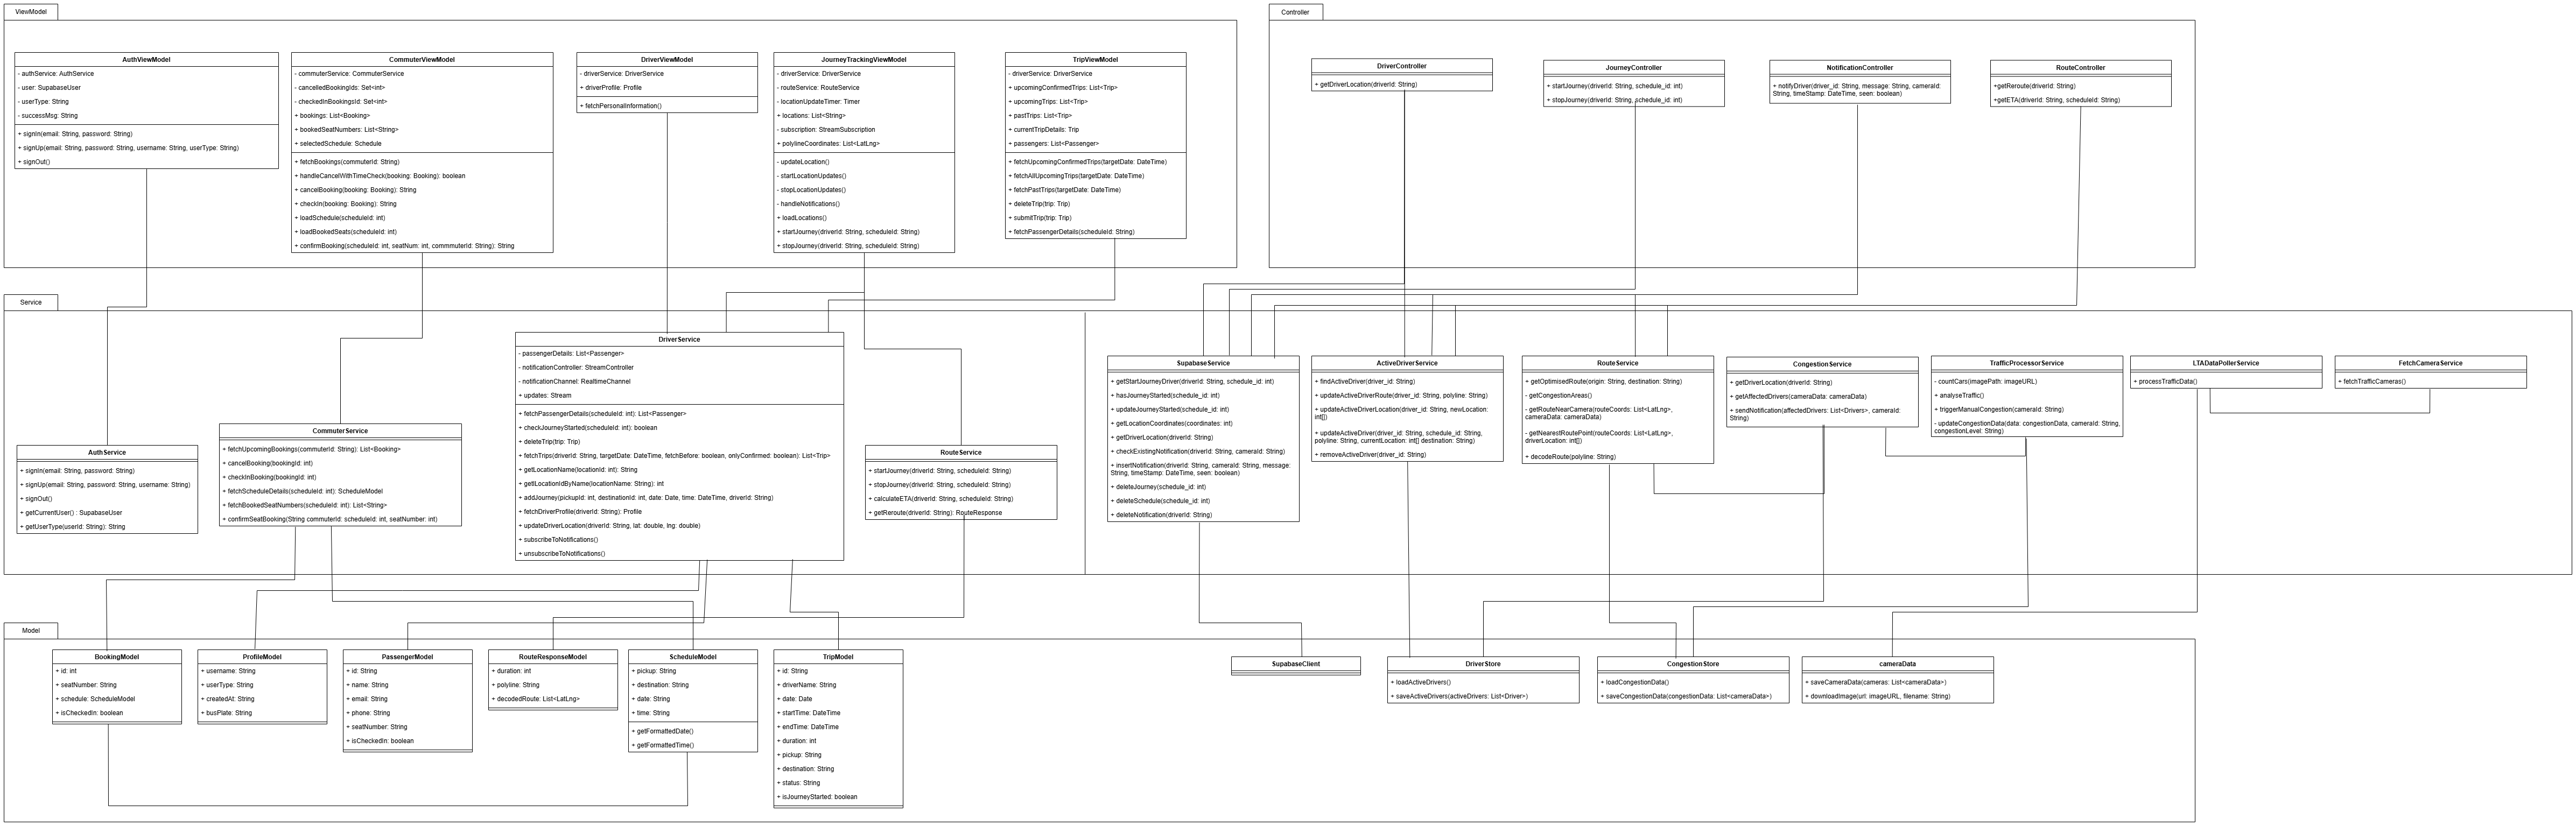 ViewModel
AuthViewModel
- authService: AuthService
- user: SupabaseUser
- userType: String
- successMsg: String
+ signIn(email: String, password: String)
+ signUp(email: String, password: String, username: String, userType: String)
+ signOut()
CommuterViewModel
- commuterService: CommuterService
- cancelledBookingIds: Set<int>
- checkedInBookingsId: Set<int>
+ bookings: List<Booking>
+ bookedSeatNumbers: List<String>
+ selectedSchedule: Schedule
+ fetchBookings(commuterId: String)
+ handleCancelWithTimeCheck(booking: Booking): boolean
+ cancelBooking(booking: Booking): String
+ checkIn(booking: Booking): String
+ loadSchedule(scheduleId: int)
+ loadBookedSeats(scheduleId: int)
+ confirmBooking(scheduleId: int, seatNum: int, commmuterId: String): String
DriverViewModel
- driverService: DriverService
+ driverProfile: Profile
+ fetchPersonalInformation()
JourneyTrackingViewModel
- driverService: DriverService
- routeService: RouteService
- locationUpdateTimer: Timer
+ locations: List<String>
- subscription: StreamSubscription
+ polylineCoordinates: List<LatLng>
- updateLocation()
- startLocationUpdates()
- stopLocationUpdates()
- handleNotifications()
+ loadLocations()
+ startJourney(driverId: String, scheduleId: String)
+ stopJourney(driverId: String, scheduleId: String)
TripViewModel
- driverService: DriverService
+ upcomingConfirmedTrips: List<Trip>
+ upcomingTrips: List<Trip>
+ pastTrips: List<Trip>
+ currentTripDetails: Trip
+ passengers: List<Passenger>
+ fetchUpcomingConfirmedTrips(targetDate: DateTime)
+ fetchAllUpcomingTrips(targetDate: DateTime)
+ fetchPastTrips(targetDate: DateTime)
+ deleteTrip(trip: Trip)
+ submitTrip(trip: Trip)
+ fetchPassengerDetails(scheduleId: String)
Controller
DriverController
+ getDriverLocation(driverId: String)
JourneyController
+ startJourney(driverId: String, schedule_id: int)
+ stopJourney(driverId: String, schedule_id: int)
NotificationController
+ notifyDriver(driver_id: String, message: String, cameraId:
String, timeStamp: DateTime, seen: boolean)
RouteController
+getReroute(driverId: String)
+getETA(driverId: String, scheduleId: String)
Service
AuthService
+ signIn(email: String, password: String)
+ signUp(email: String, password: String, username: String)
+ signOut()
+ getCurrentUser() : SupabaseUser
+ getUserType(userId: String): String
CommuterService
+ fetchUpcomingBookings(commuterId: String): List<Booking>
+ cancelBooking(bookingId: int)
+ checkInBooking(bookingId: int)
+ fetchScheduleDetails(scheduleId: int): ScheduleModel
+ fetchBookedSeatNumbers(scheduleId: int): List<String>
+ confirmSeatBooking(String commuterId: scheduleId: int, seatNumber: int)
DriverService
- passengerDetails: List<Passenger>
- notificationController: StreamController
- notificationChannel: RealtimeChannel
+ updates: Stream
+ fetchPassengerDetails(scheduleId: int): List<Passenger>
+ checkJourneyStarted(scheduleId: int): boolean
+ deleteTrip(trip: Trip)
+ fetchTrips(driverId: String, targetDate: DateTime, fetchBefore: boolean, onlyConfirmed: boolean): List<Trip>
+ getLocationName(locationId: int): String
+ getlLocationIdByName(locationName: String): int
+ addJourney(pickupId: int, destinationId: int, date: Date, time: DateTime, driverId: String)
+ fetchDriverProfile(driverId: String): Profile
+ updateDriverLocation(driverId: String, lat: double, lng: double)
+ subscribeToNotifications()
+ unsubscribeToNotifications()
RouteService
+ startJourney(driverId: String, scheduleId: String)
+ stopJourney(driverId: String, scheduleId: String)
+ calculateETA(driverId: String, scheduleId: String)
+ getReroute(driverId: String): RouteResponse
SupabaseService
+ getStartJourneyDriver(driverId: String, schedule_id: int)
+ hasJourneyStarted(schedule_id: int)
+ updateJourneyStarted(schedule_id: int)
+ getLocationCoordinates(coordinates: int)
+ getDriverLocation(driverId: String)
+ checkExistingNotification(driverId: String, cameraId: String)
+ insertNotification(driverId: String, cameraId: String, message:
String, timeStamp: DateTime, seen: boolean)
+ deleteJourney(schedule_id: int)
+ deleteSchedule(schedule_id: int)
+ deleteNotification(driverId: String)
ActiveDriverService
+ findActiveDriver(driver_id: String)
+ updateActiveDriverRoute(driver_id: String, polyline: String)
+ updateActiveDriverLocation(driver_id: String, newLocation:
int[])
+ updateActiveDriver(driver_id: String, schedule_id: String,
polyline: String, currentLocation: int[] destination: String)
+ removeActiveDriver(driver_id: String)
RouteService
+ getOptimisedRoute(origin: String, destination: String)
- getCongestionAreas()
- getRouteNearCamera(routeCoords: List<LatLng>,
cameraData: cameraData)
- getNearestRoutePoint(routeCoords: List<LatLng>,
driverLocation: int[])
+ decodeRoute(polyline: String)
CongestionService
+ getDriverLocation(driverId: String)
+ getAffectedDrivers(cameraData: cameraData)
+ sendNotification(affectedDrivers: List<Drivers>, cameraId:
String)
TrafficProcessorService
- countCars(imagePath: imageURL)
+ analyseTraffic()
+ triggerManualCongestion(cameraId: String)
- updateCongestionData(data: congestionData, cameraId: String,
congestionLevel: String)
LTADataPollerService
+ processTrafficData()
FetchCameraService
+ fetchTrafficCameras()
Model
BookingModel
+ id: int
+ seatNumber: String
+ schedule: ScheduleModel
+ isCheckedIn: boolean
ProfileModel
+ username: String
+ userType: String
+ createdAt: String
+ busPlate: String
PassengerModel
+ id: String
+ name: String
+ email: String
+ phone: String
+ seatNumber: String
+ isCheckedIn: boolean
RouteResponseModel
+ duration: int
+ polyline: String
+ decodedRoute: List<LatLng>
ScheduleModel
+ pickup: String
+ destination: String
+ date: String
+ time: String
+ getFormattedDate()
+ getFormattedTime()
TripModel
+ id: String
+ driverName: String
+ date: Date
+ startTime: DateTime
+ endTime: DateTime
+ duration: int
+ pickup: String
+ destination: String
+ status: String
+ isJourneyStarted: boolean
SupabaseClient
DriverStore
+ loadActiveDrivers()
+ saveActiveDrivers(activeDrivers: List<Driver>)
CongestionStore
+ loadCongestionData()
+ saveCongestionData(congestionData: List<cameraData>)
cameraData
+ saveCameraData(cameras: List<cameraData>)
+ downloadImage(url: imageURL, filename: String)